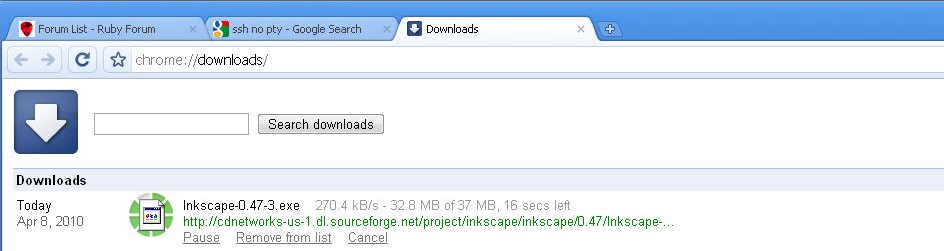 Forum List - Ruby Forum
ssh no pty - Google Search
Downloads
chrome://downloads/
Search downloads
Downloads
Today Inkscape-0.47-3.exe 270.4 kB/s - 32.8 MB of 37 MB, 16 secs left
Apr 8, 2010 http://cdnetworks-us-1.dl.sourceforge.net/project/inkscape/inkscape/0.47/Inkscape-...
Pause Remove from list Cancel